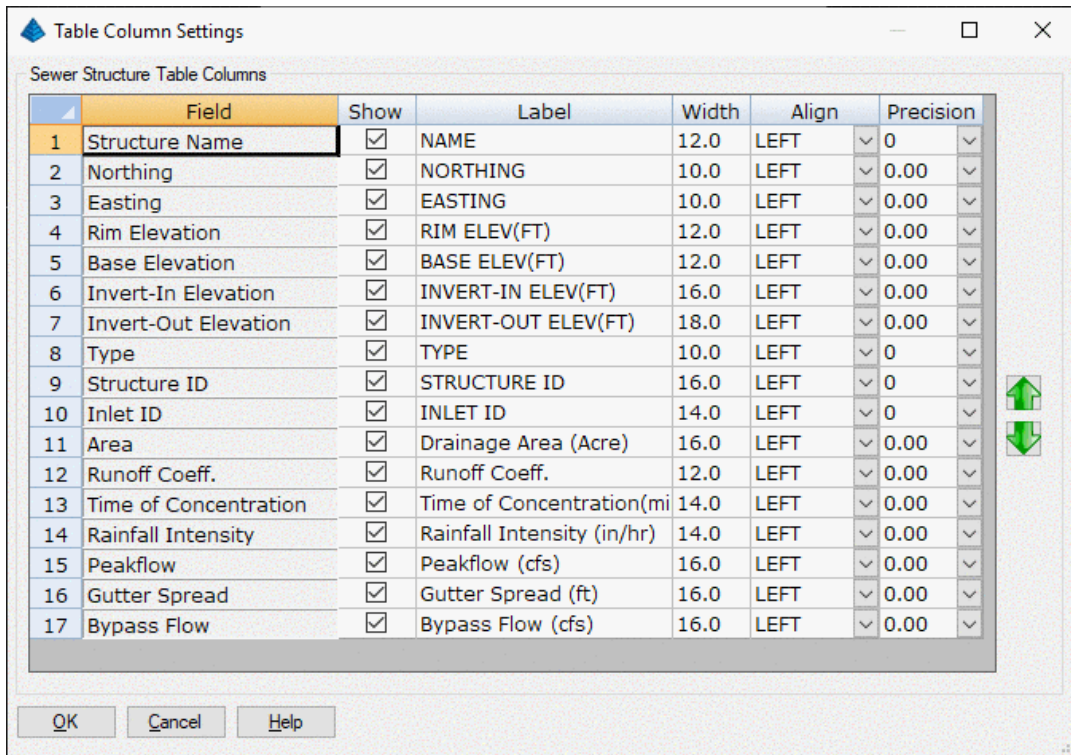 Table Column Settings
Sewer Structure Table Columns
Field Show Label Width Align Precision
1 Structure Name NAME 12.0 LEFT 0
2 Northing NORTHING 10.0 LEFT 0.00
3 Easting EASTING 10.0 LEFT 0.00
4 Rim Elevation RIM ELEV(FT) 12.0 LEFT 0.00
5 Base Elevation BASE ELEV(FT) 12.0 LEFT 0.00
6 Invert-In Elevation INVERT-IN ELEV(FT) 16.0 LEFT 0.00
7 Invert-Out Elevation INVERT-OUT ELEV(FT) 18.0 LEFT 0.00
8 Type TYPE 10.0 LEFT 0
9 Structure ID STRUCTURE ID 16.0 LEFT 0
10 Inlet ID INLET ID 14.0 LEFT 0
11 Area Drainage Area (Acre) 16.0 LEFT 0.00
12 Runoff Coeff. Runoff Coeff. 12.0 LEFT 0.00
13 Time of Concentration Time of Concentration(mi 14.0 LEFT 0.00
14 Rainfall Intensity Rainfall Intensity (in/hr) 14.0 LEFT 0.00
15 Peakflow Peakflow (cfs) 16.0 LEFT 0.00
16 Gutter Spread Gutter Spread (ft) 16.0 LEFT 0.00
17 Bypass Flow Bypass Flow (cfs) 16.0 LEFT 0.00
OK Cancel Help